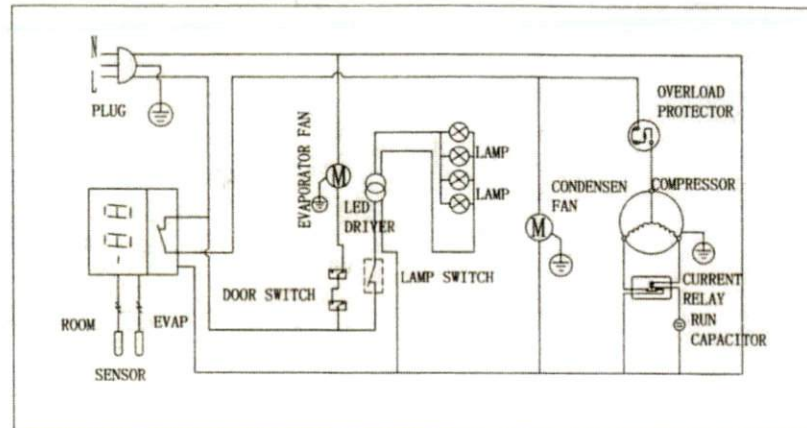 N
L
PLUG
OVERLOAD
PROTECTOR
EVAPORATOR FAN
M
LED
DRIVER
LAMP
LAMP
CONDENSEN
FAN
M
COMPRESSOR
DOOR SWITCH
LAMP SWITCH
CURRENT
RELAY
RUN
CAPACITOR
ROOM
EVAP
SENSOR